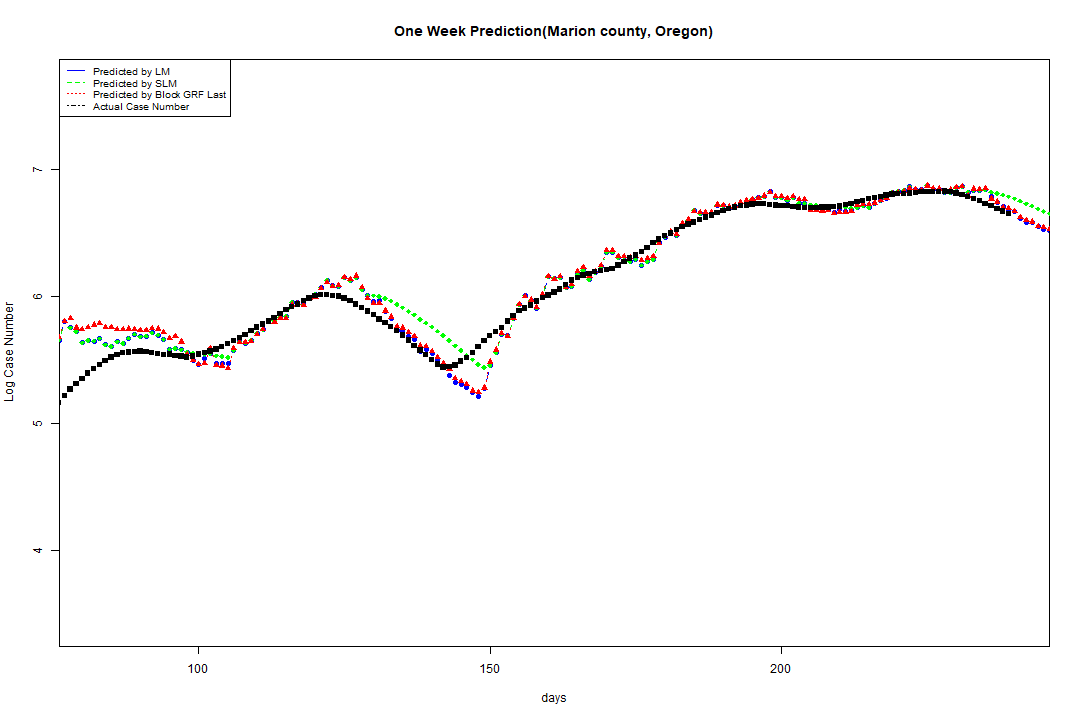 One Week Prediction(Marion county, Oregon)
Predicted by LM
Predicted by SLM
Predicted by Block GRF Last
Actual Case Number
7
6
5
4
Log Case Number
100 150 200
days